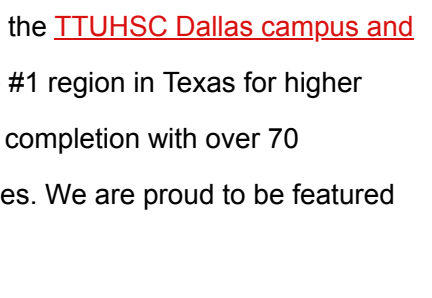 the TTUHSC Dallas campus and
#1 region in Texas for higher
completion with over 70
es. We are proud to be featured